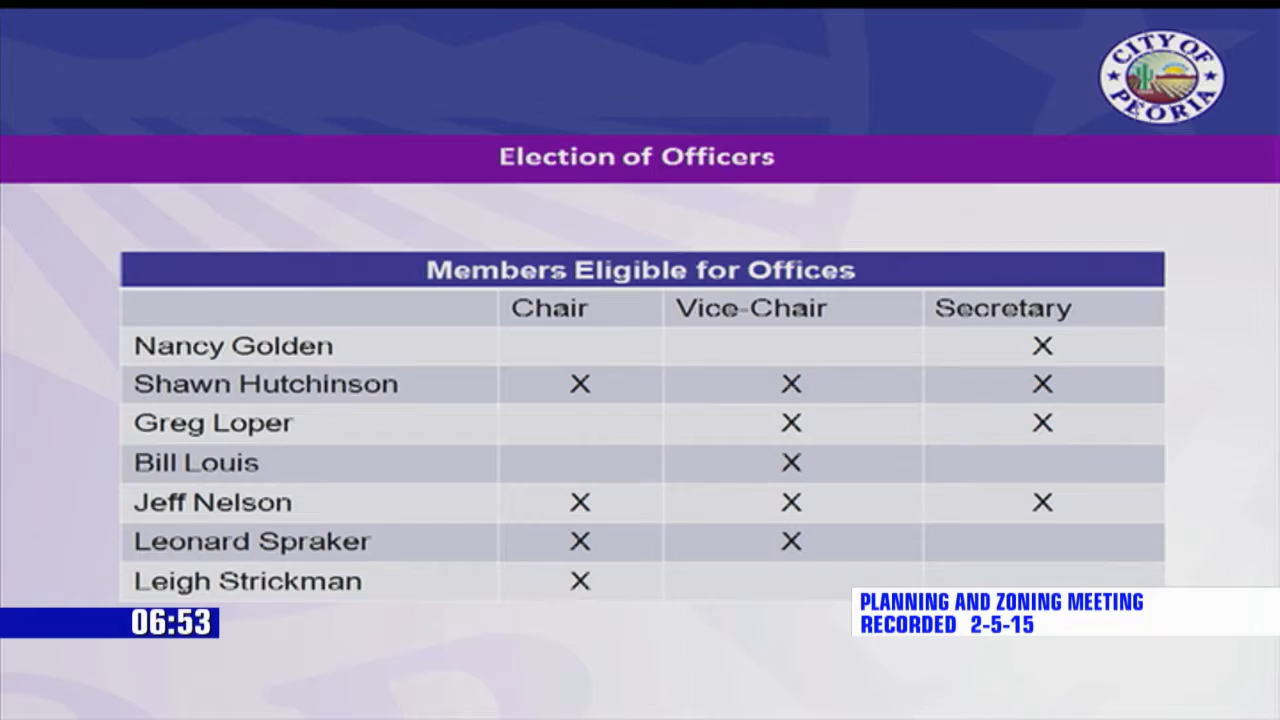 CITY OF
PEORIA
Election of Officers
Members Eligible for Offices
Chair Vice-Chair Secretary
Nancy Golden X
Shawn Hutchinson X X X
Greg Loper X X
Bill Louis X
Jeff Nelson X X X
Leonard Spraker X X
Leigh Strickman X
06:53
PLANNING AND ZONING MEETING
RECORDED 2-5-15